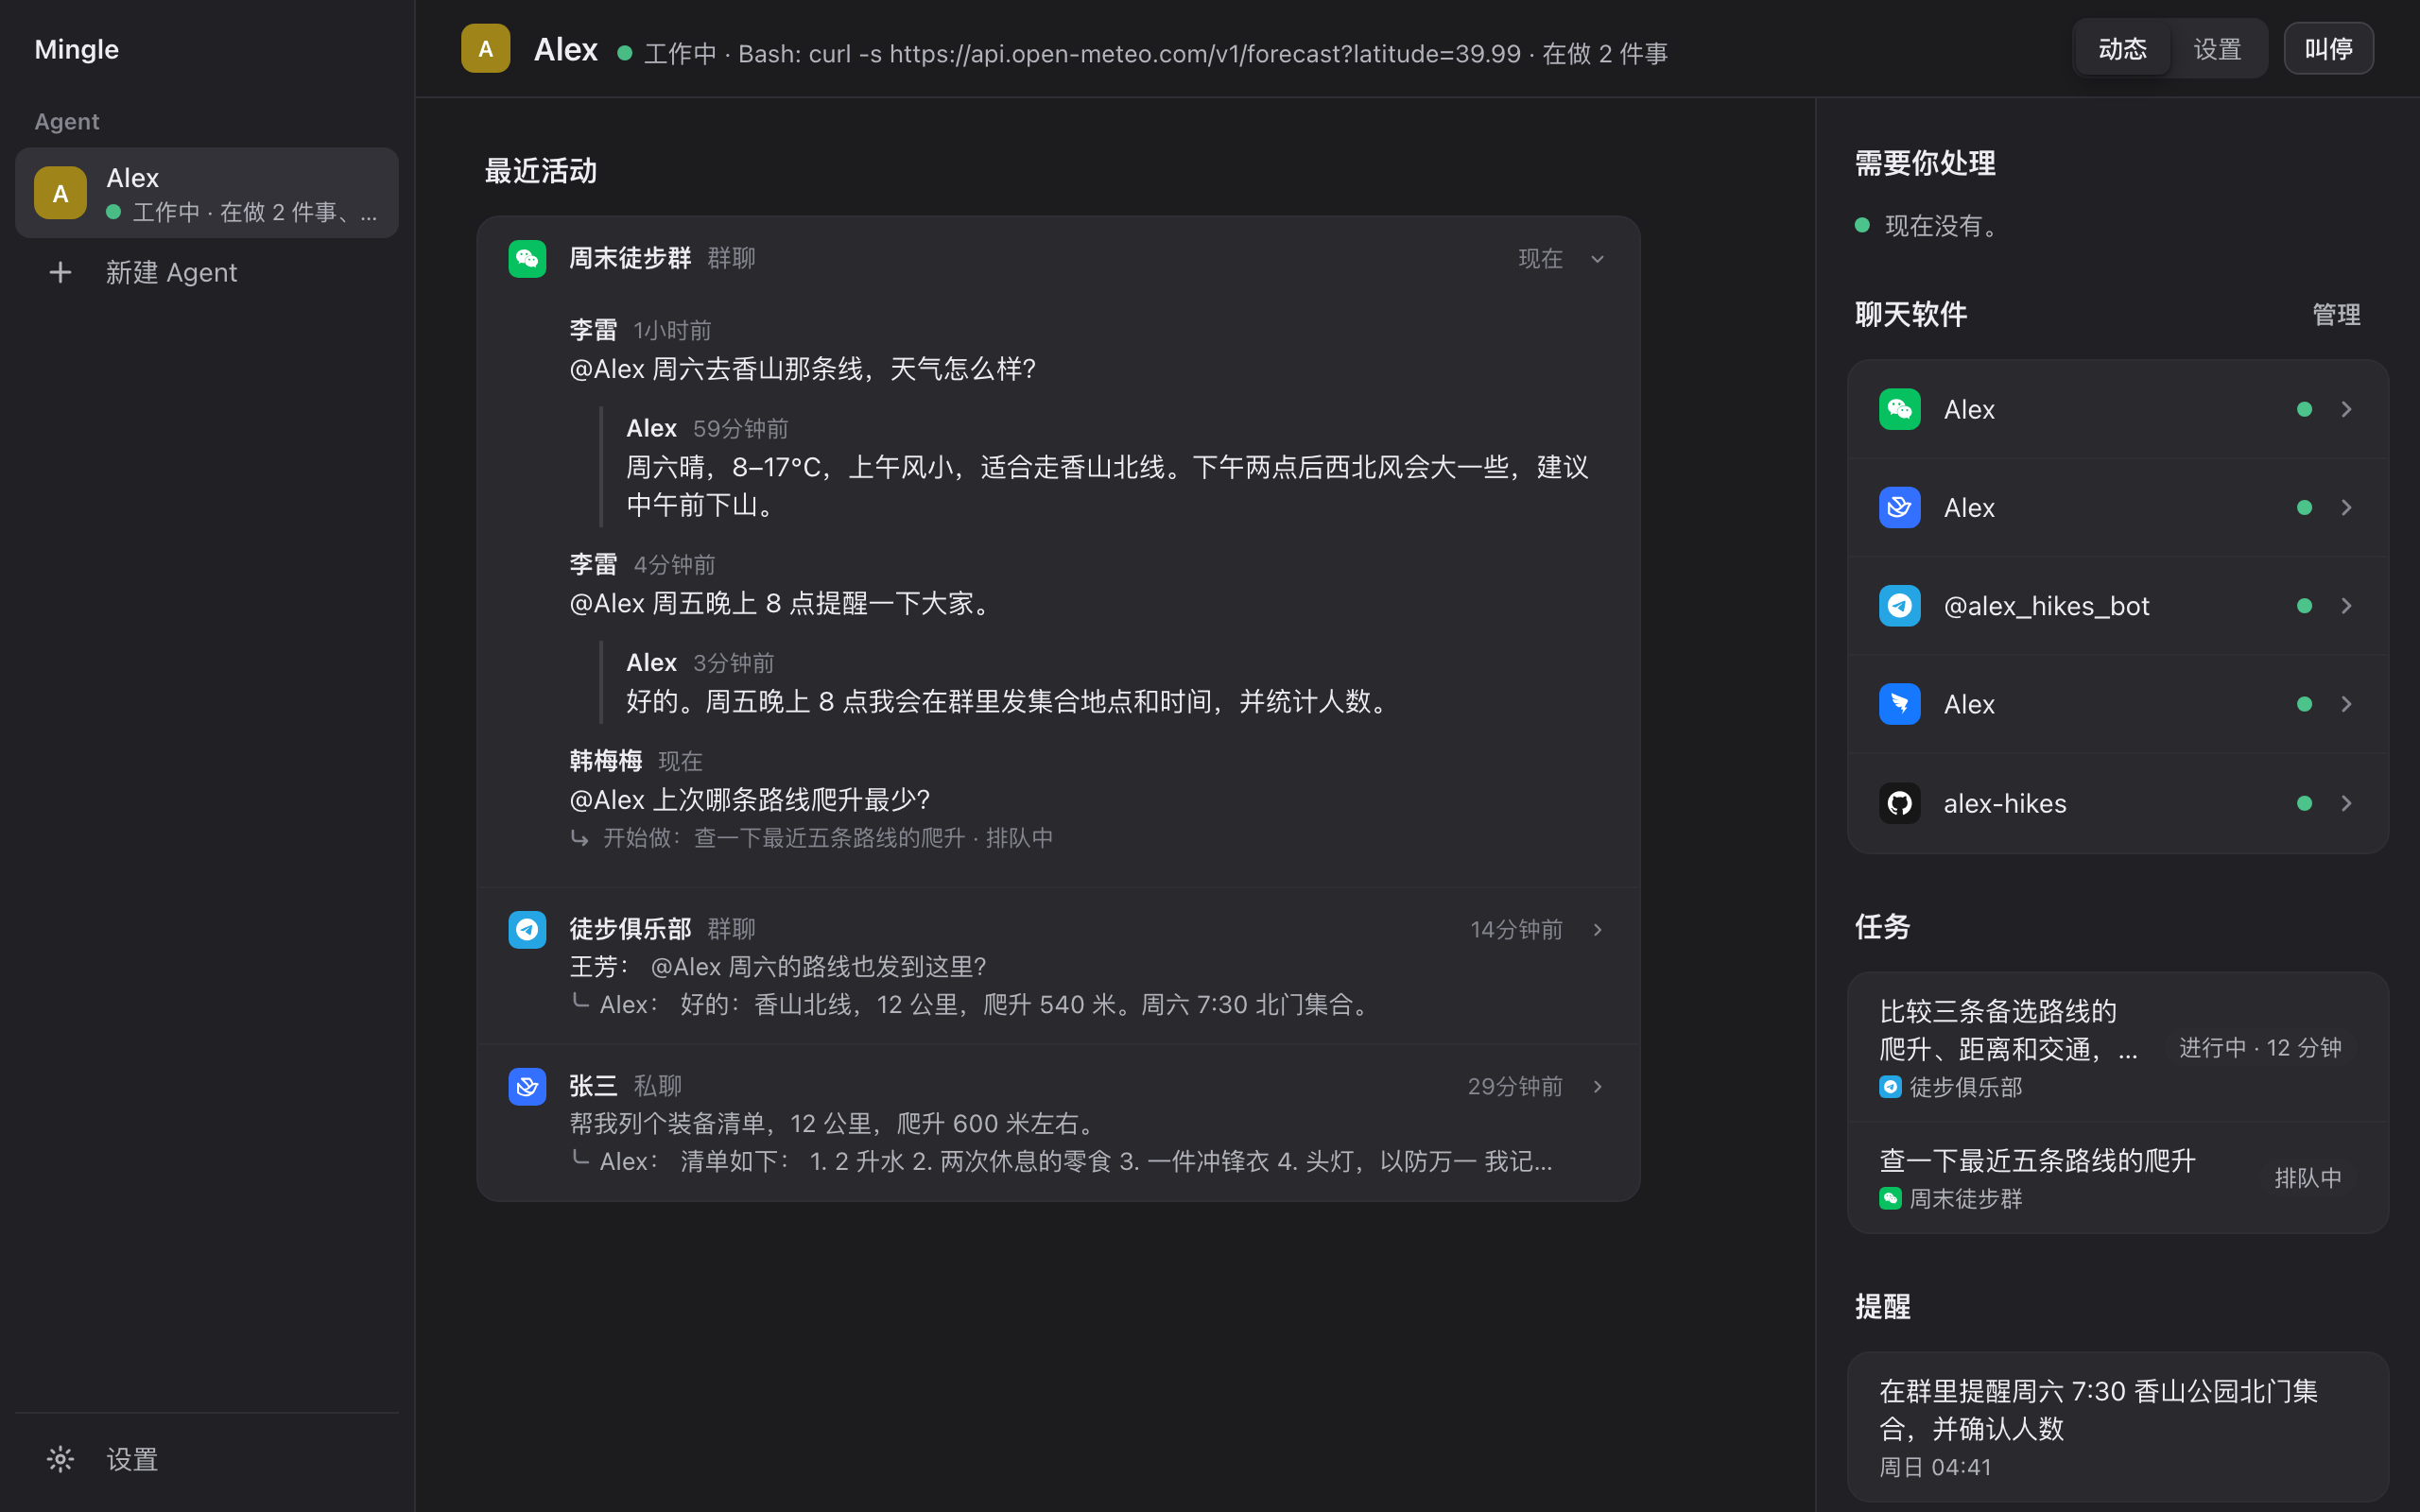 Mingle
Agent
A
Alex
工作中 · 在做 2 件事、...
新建 Agent
设置
A
Alex
工作中 · Bash: curl -s https://api.open-meteo.com/v1/forecast?latitude=39.99 · 在做 2 件事
动态
设置
叫停
最近活动
周末徒步群 群聊
现在
李雷 1小时前
@Alex 周六去香山那条线，天气怎么样?
Alex 59分钟前
周六晴，8–17°C，上午风小，适合走香山北线。下午两点后西北风会大一些，建议
中午前下山。
李雷 4分钟前
@Alex 周五晚上 8 点提醒一下大家。
Alex 3分钟前
好的。周五晚上 8 点我会在群里发集合地点和时间，并统计人数。
韩梅梅 现在
@Alex 上次哪条路线爬升最少?
开始做：查一下最近五条路线的爬升 · 排队中
徒步俱乐部 群聊
14分钟前
王芳： @Alex 周六的路线也发到这里?
Alex： 好的：香山北线，12 公里，爬升 540 米。周六 7:30 北门集合。
张三 私聊
29分钟前
帮我列个装备清单，12 公里，爬升 600 米左右。
Alex： 清单如下： 1. 2 升水 2. 两次休息的零食 3. 一件冲锋衣 4. 头灯，以防万一 我记...
需要你处理
现在没有。
聊天软件
管理
Alex
Alex
@alex_hikes_bot
Alex
alex-hikes
任务
比较三条备选路线的
爬升、距离和交通，...
进行中 · 12 分钟
徒步俱乐部
查一下最近五条路线的爬升
排队中
周末徒步群
提醒
在群里提醒周六 7:30 香山公园北门集
合，并确认人数
周日 04:41